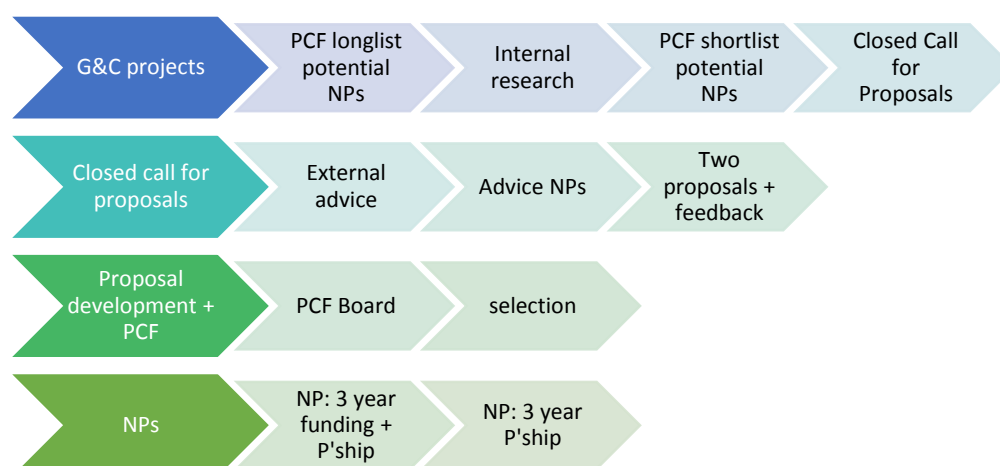 G&C projects
PCF longlist
potential
NPs
Internal
research
PCF shortlist
potential
NPs
Closed Call
for
Proposals
Closed call for
proposals
External
advice
Advice NPs
Two
proposals +
feedback
Proposal
development +
PCF
PCF Board
selection
NPs
NP: 3 year
funding +
P'ship
NP: 3 year
P'ship